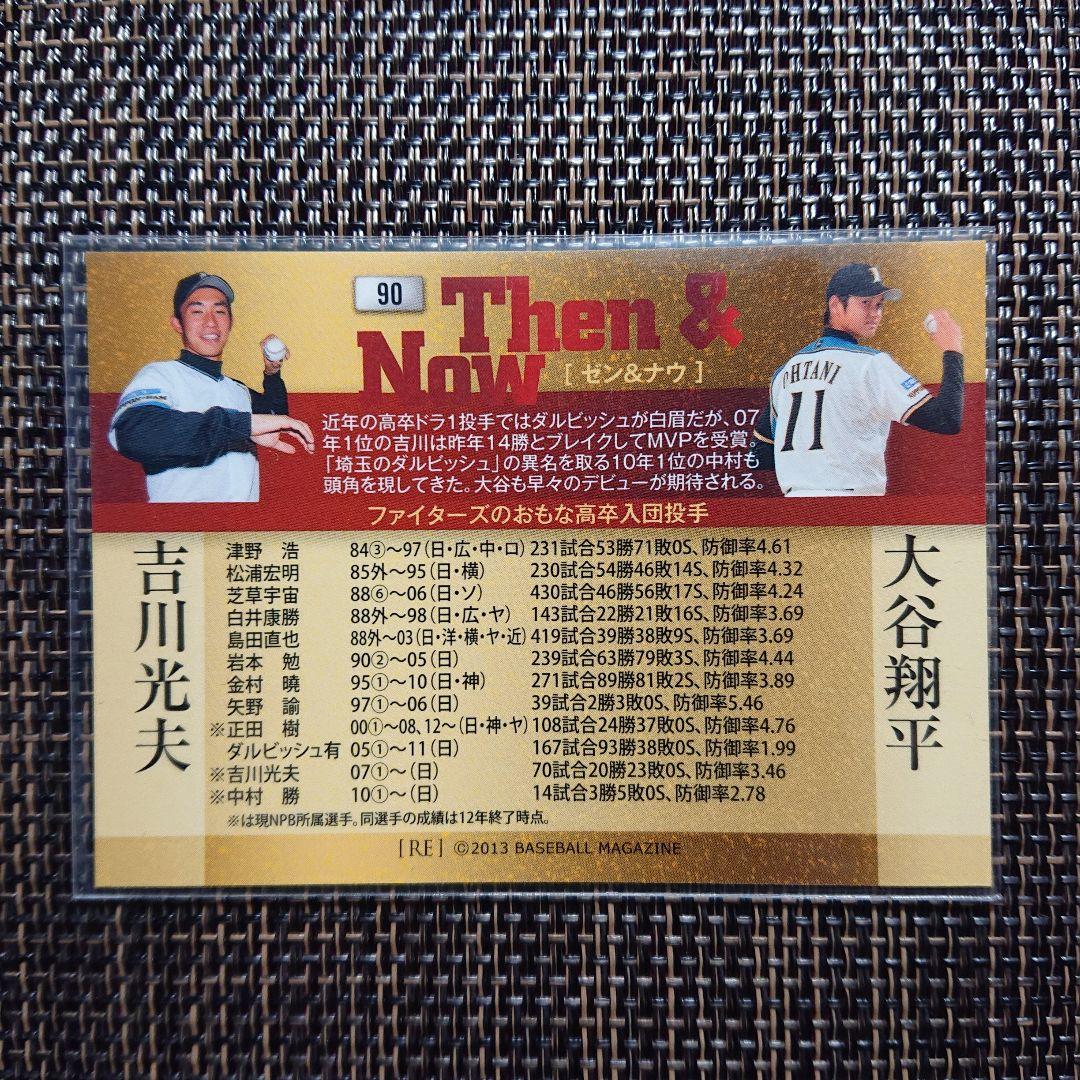 90
Then &
Now
[ ゼン&ナウ ]
OHTANI
11
近年の高卒ドラ1投手ではダルビッシュが白眉だが、07
年1位の吉川は昨年14勝とブレイクしてMVPを受賞。
「埼玉のダルビッシュ」の異名を取る10年1位の中村も
頭角を現してきた。大谷も早々のデビューが期待される。
ファイターズのおもな高卒入団投手
吉川光夫
津野 浩 84③〜97(日・広・中・ロ) 231試合53勝71敗0S、防御率4.61
松浦宏明 85外〜95(日・横) 230試合54勝46敗14S、防御率4.32
芝草宇宙 88⑥〜06(日・ソ) 430試合46勝56敗17S、防御率4.24
白井康勝 88外〜98(日・広・ヤ) 143試合22勝21敗16S、防御率3.69
島田直也 88外〜03(日・洋・横・ヤ・近) 419試合39勝38敗9S、防御率3.69
岩本 勉 90②〜05(日) 239試合63勝79敗3S、防御率4.44
金村 曉 95①〜10(日・神) 271試合89勝81敗2S、防御率3.89
矢野 諭 97①〜06(日) 39試合2勝3敗0S、防御率5.46
※正田 樹 00①〜08、12〜(日・神・ヤ) 108試合24勝37敗0S、防御率4.76
ダルビッシュ有 05①〜11(日) 167試合93勝38敗0S、防御率1.99
※吉川光夫 07①〜(日) 70試合20勝23敗0S、防御率3.46
※中村 勝 10①〜(日) 14試合3勝5敗0S、防御率2.78
※は現NPB所属選手。同選手の成績は12年終了時点。
大谷翔平
[RE] ©2013 BASEBALL MAGAZINE